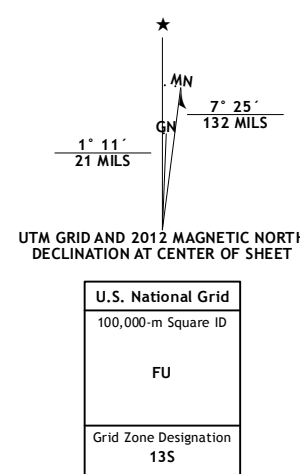 ★
MN
GN
7° 25´
132 MILS
1° 11´
21 MILS
UTM GRID AND 2012 MAGNETIC NORTH
DECLINATION AT CENTER OF SHEET
U.S. National Grid
100,000-m Square ID
FU
Grid Zone Designation
13S